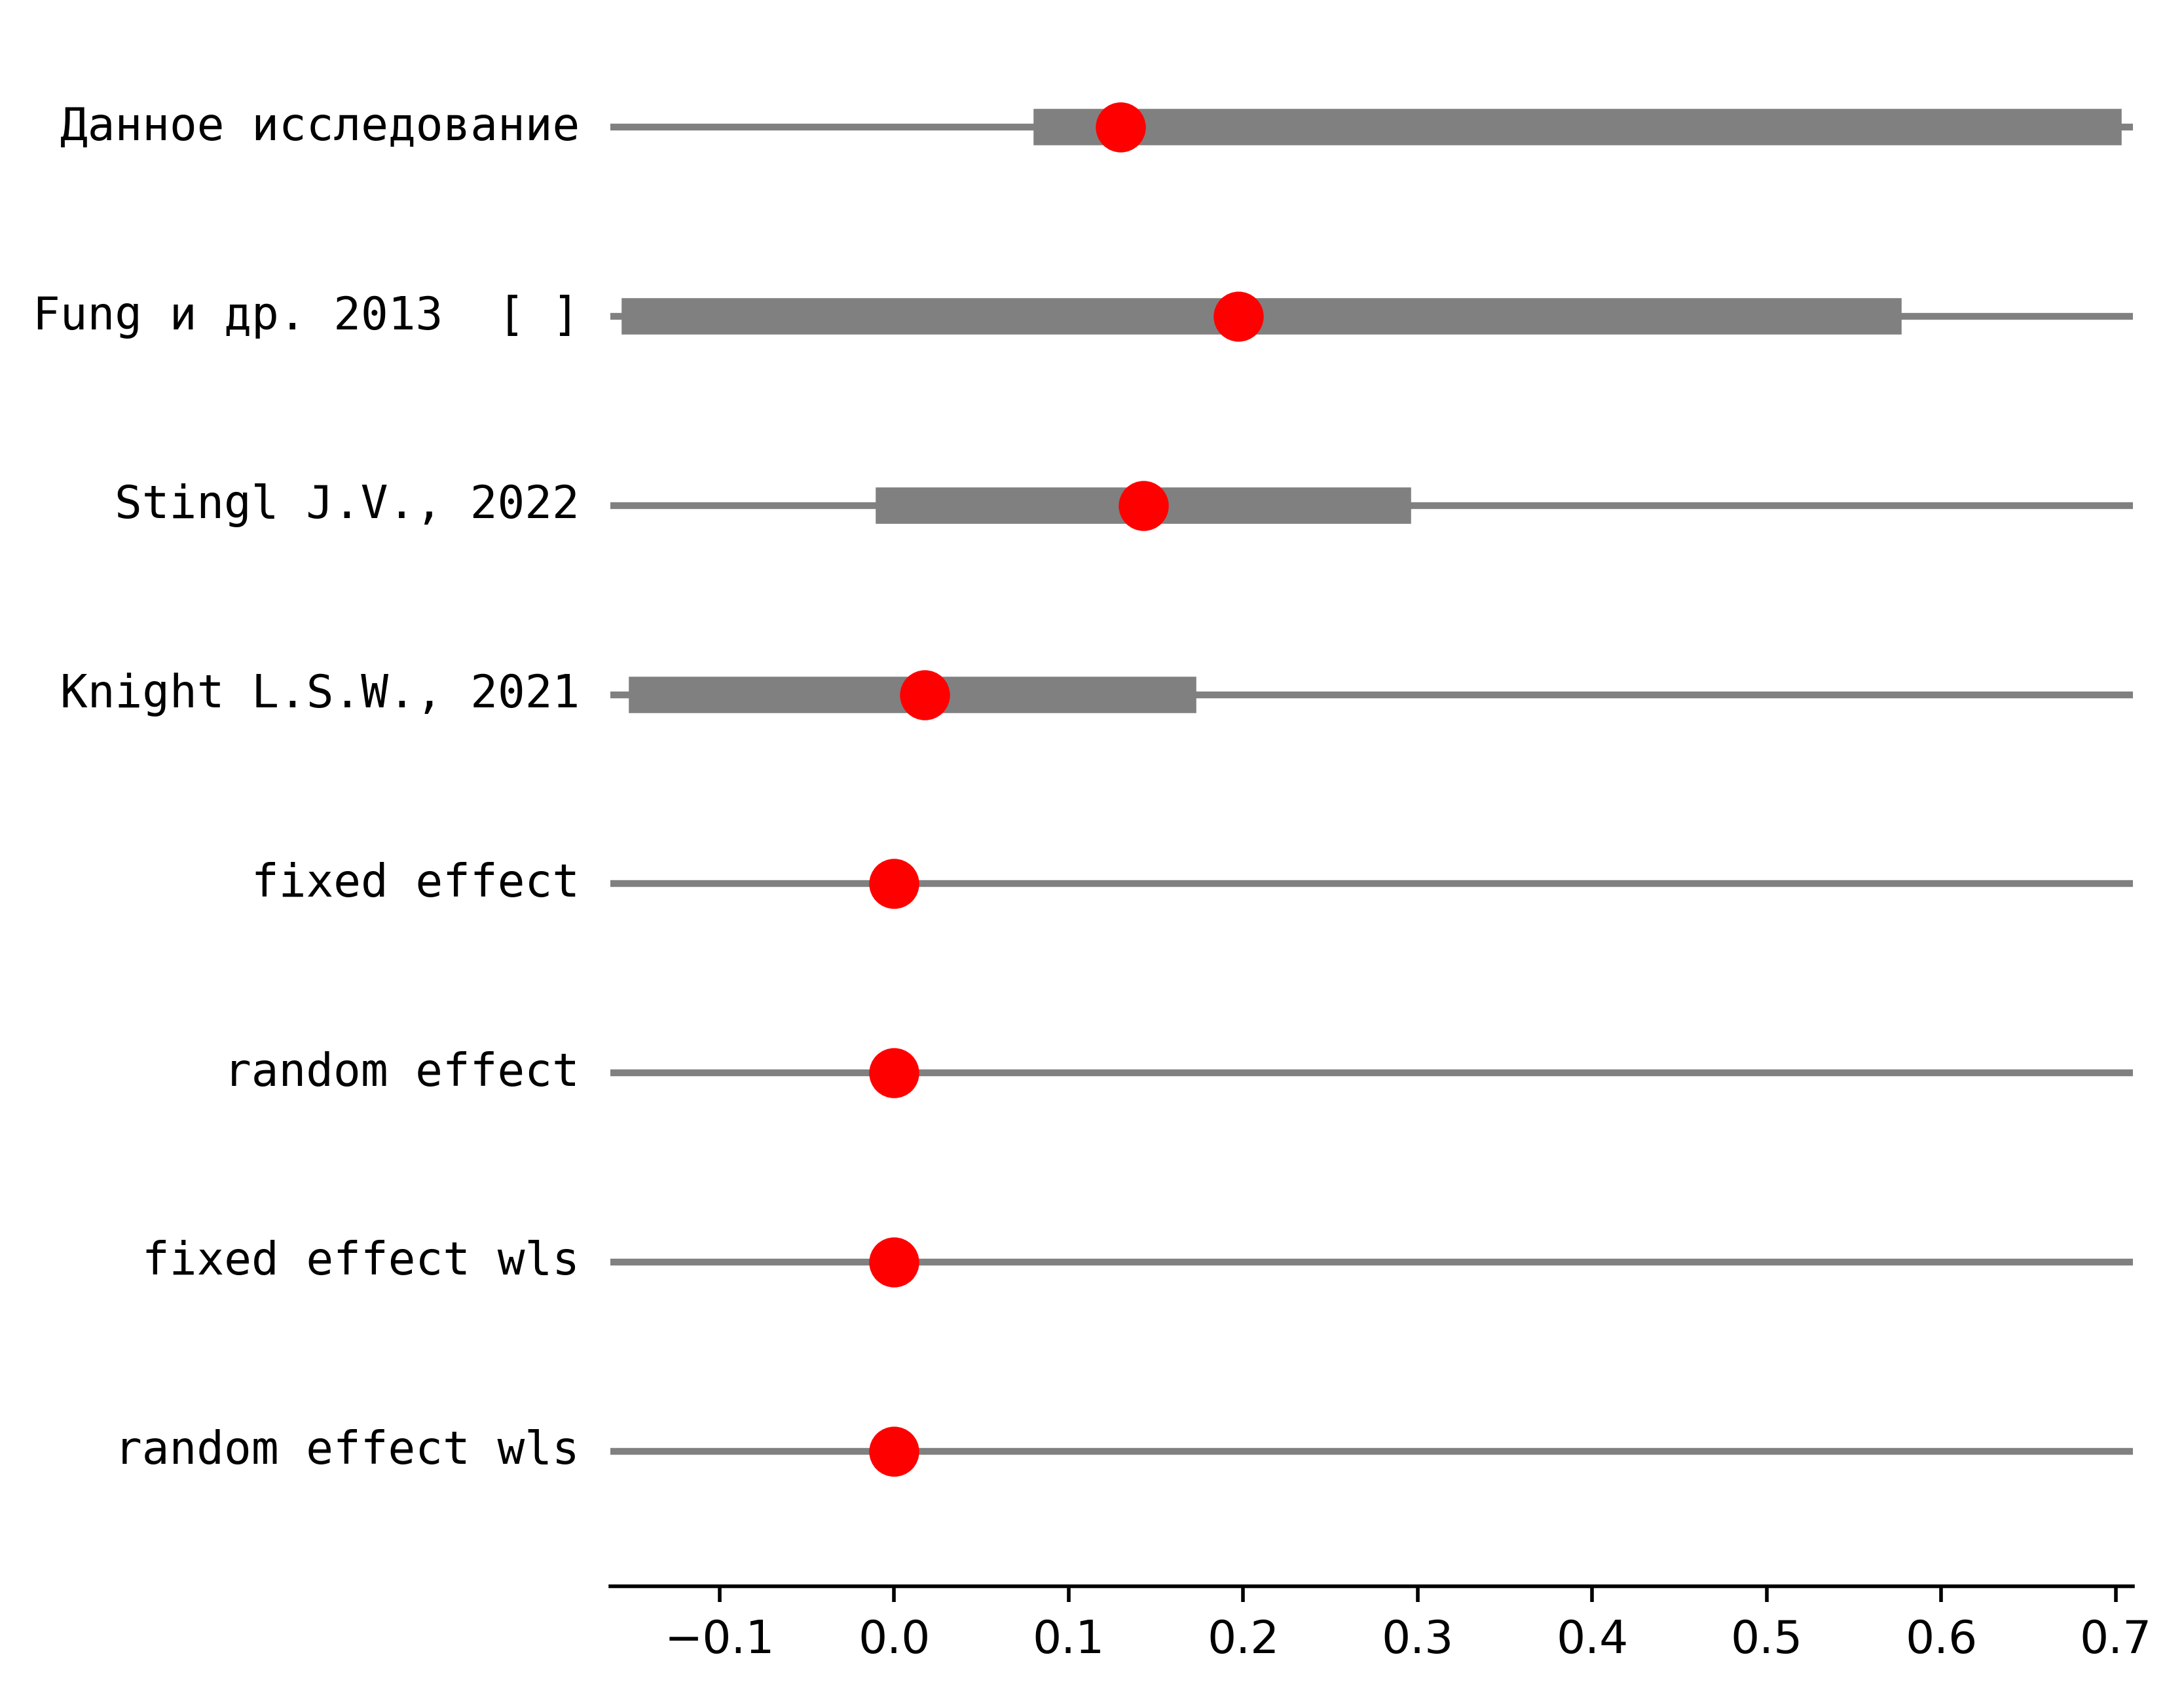 Данное исследование
Fung и др. 2013  [ ]
Stingl J.V., 2022
Knight L.S.W., 2021
fixed effect
random effect
fixed effect wls
random effect wls
−0.1 0.0 0.1 0.2 0.3 0.4 0.5 0.6 0.7